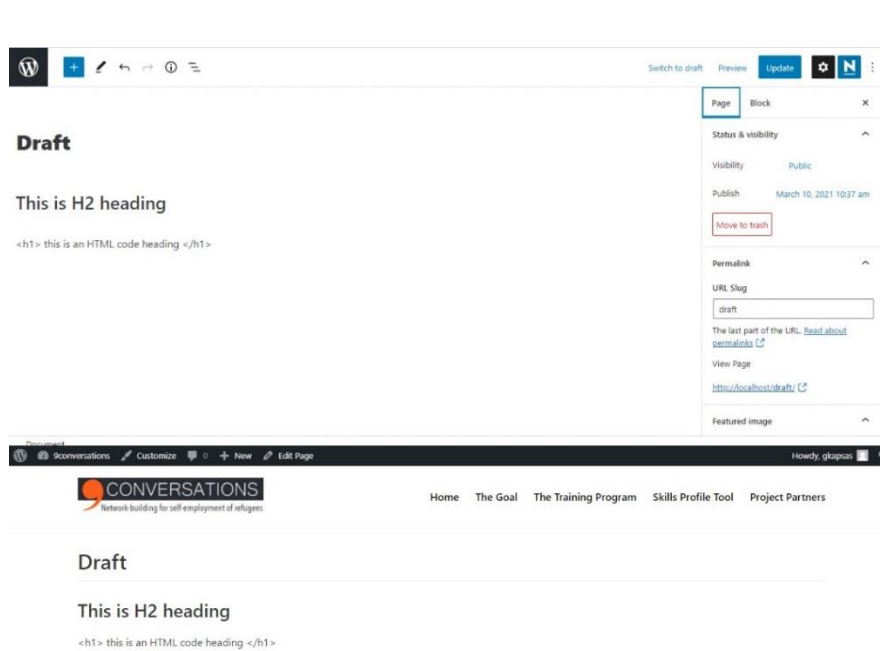 Switch to draft Preview Update N
Page Block
Draft
Status & visibility
Visibility Public
This is H2 heading
Publish March 10, 2021 10:37 am
Move to trash
<h1> this is an HTML code heading </h1>
Permalink
URL Slug
draft
The last part of the URL. Read about
permalinks
View Page
http://localhost/draft/
Featured image
Document
9conversations Customize 0 New Edit Page Howdy, gkapsas
CONVERSATIONS
Network-building for self-employment of refugees
Home The Goal The Training Program Skills Profile Tool Project Partners
Draft
This is H2 heading
<h1> this is an HTML code heading </h1>